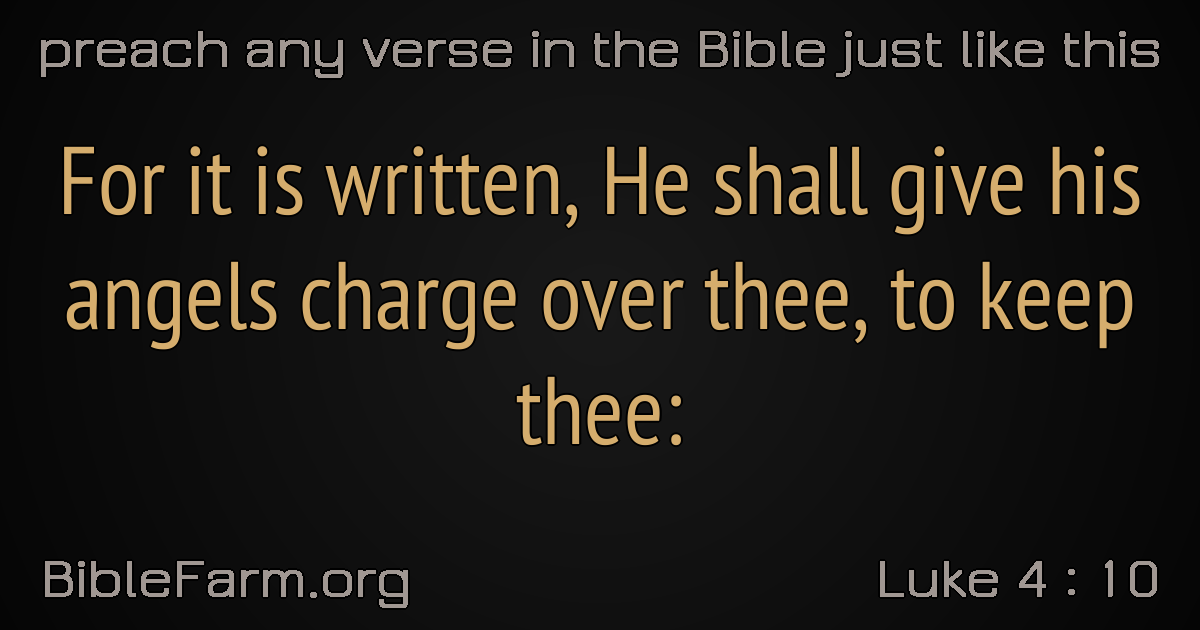 preach any verse in the Bible just like this
For it is written, He shall give his
angels charge over thee, to keep
thee:
BibleFarm.org
Luke 4 : 10